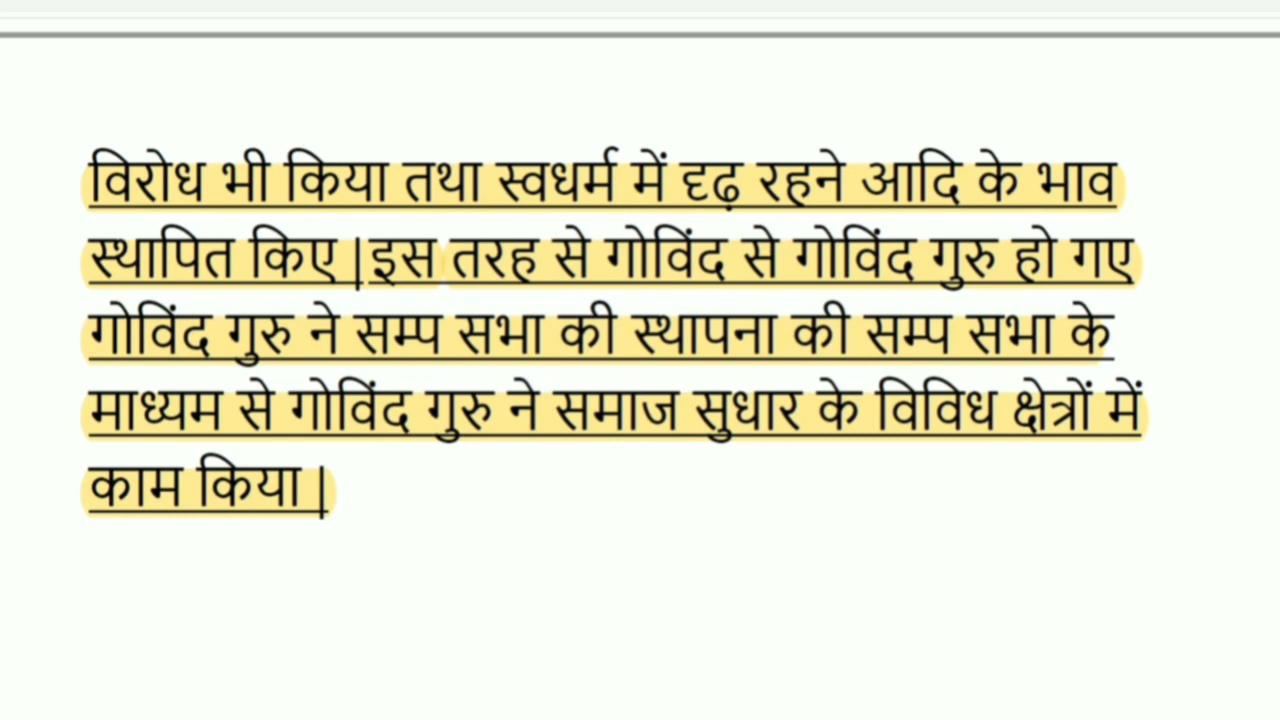 विरोध भी किया तथा स्वधर्म में दृढ़ रहने आदि के भाव
स्थापित किए |इस तरह से गोविंद से गोविंद गुरु हो गए
गोविंद गुरु ने सम्प सभा की स्थापना की सम्प सभा के
माध्यम से गोविंद गुरु ने समाज सुधार के विविध क्षेत्रों में
काम किया |